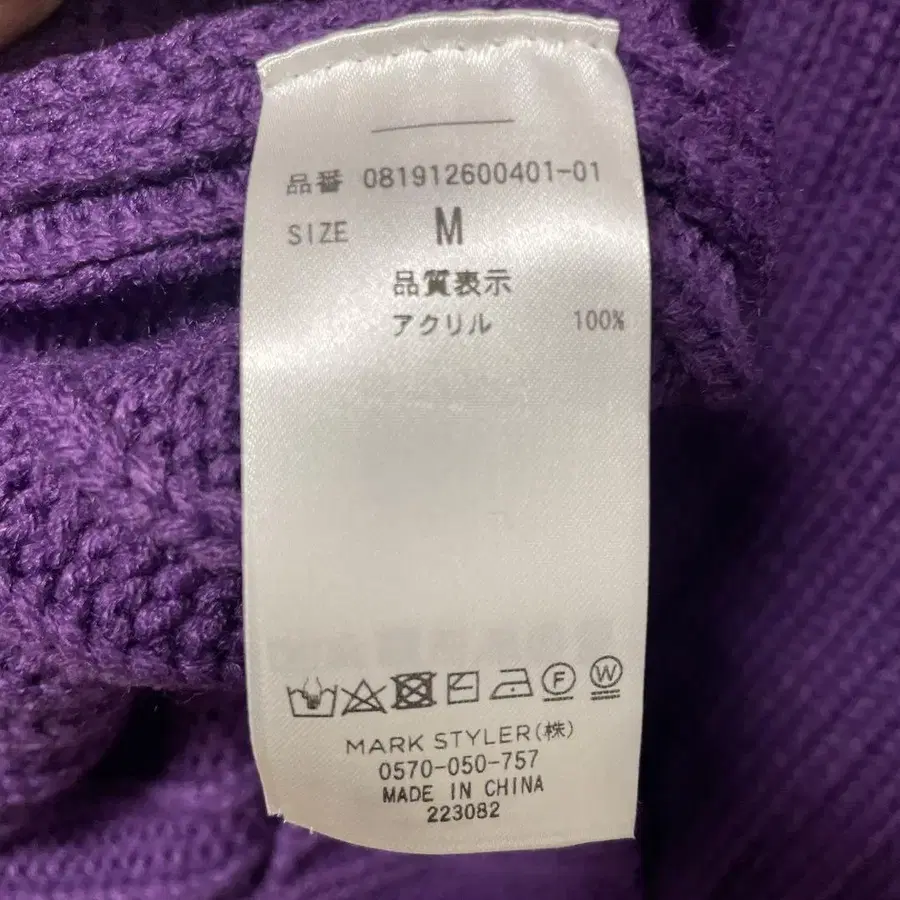 品番 081912600401-01
SIZE M
品質表示
アクリル 100%
F W
MARK STYLER(株)
0570-050-757
MADE IN CHINA
223082